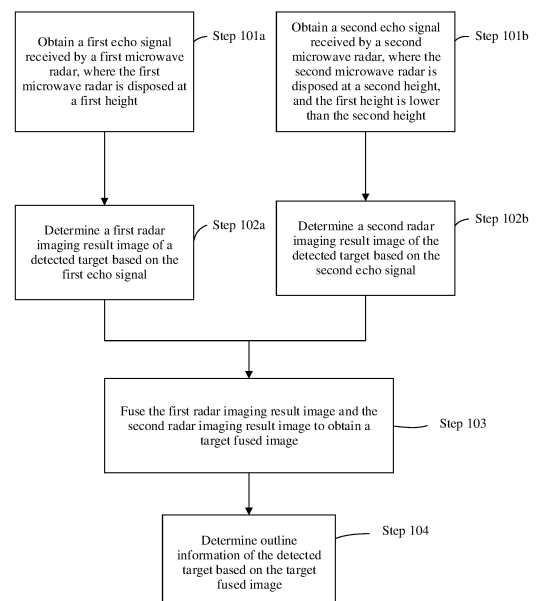 Obtain a first echo signal
received by a first microwave
radar, where the first
microwave radar is disposed at
a first height
Step 101a
Obtain a second echo signal
received by a second
microwave radar, where the
second microwave radar is
disposed at a second height,
and the first height is lower
than the second height
Step 101b
Determine a first radar
imaging result image of a
detected target based on the
first echo signal
Step 102a
Determine a second radar
imaging result image of the
detected target based on the
second echo signal
Step 102b
Fuse the first radar imaging result image and the
second radar imaging result image to obtain a
target fused image
Step 103
Determine outline
information of the detected
target based on the target
fused image
Step 104